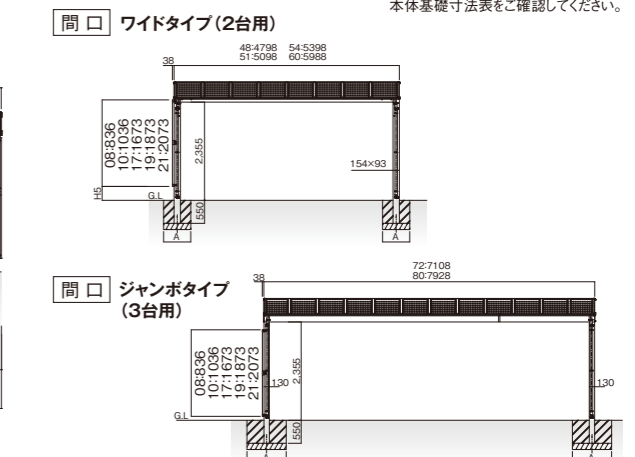 本体基礎寸法表をご確認してください。
間口 ワイドタイプ(2台用)
48:4798 54:5398
51:5098 60:5988
38
08:836
10:1036
17:1673
19:1873
21:2073
2,355
154×93
H5
G.L
550
A
A
間口 ジャンボタイプ
(3台用)
72:7108
80:7928
38
08:836
10:1036
17:1673
19:1873
21:2073
2,355
130
130
G.L
550
A
A